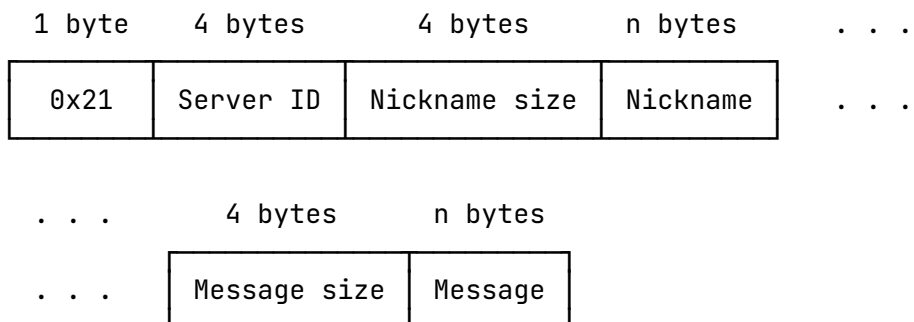 1 byte 4 bytes 4 bytes n bytes . . .
0x21 Server ID Nickname size Nickname . . .
. . . 4 bytes n bytes
. . . Message size Message